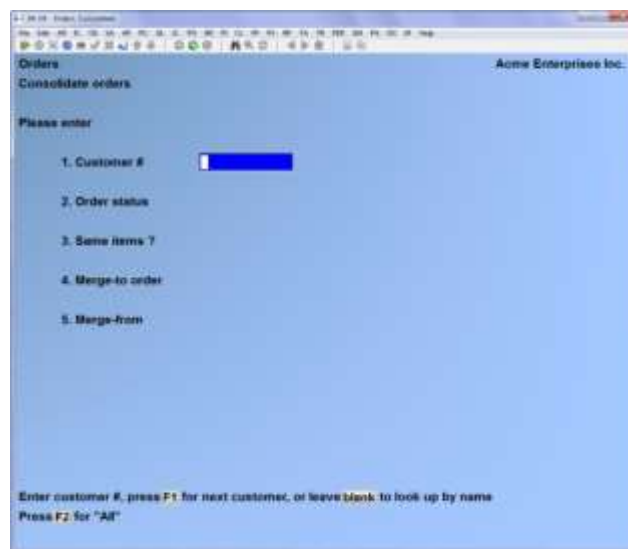 Orders Acme Enterprises Inc.
Consolidate orders
Please enter
1. Customer #
2. Order status
3. Same items ?
4. Merge-to order
5. Merge-from
Enter customer #, press F1 for next customer, or leave blank to look up by name
Press F2 for "All"